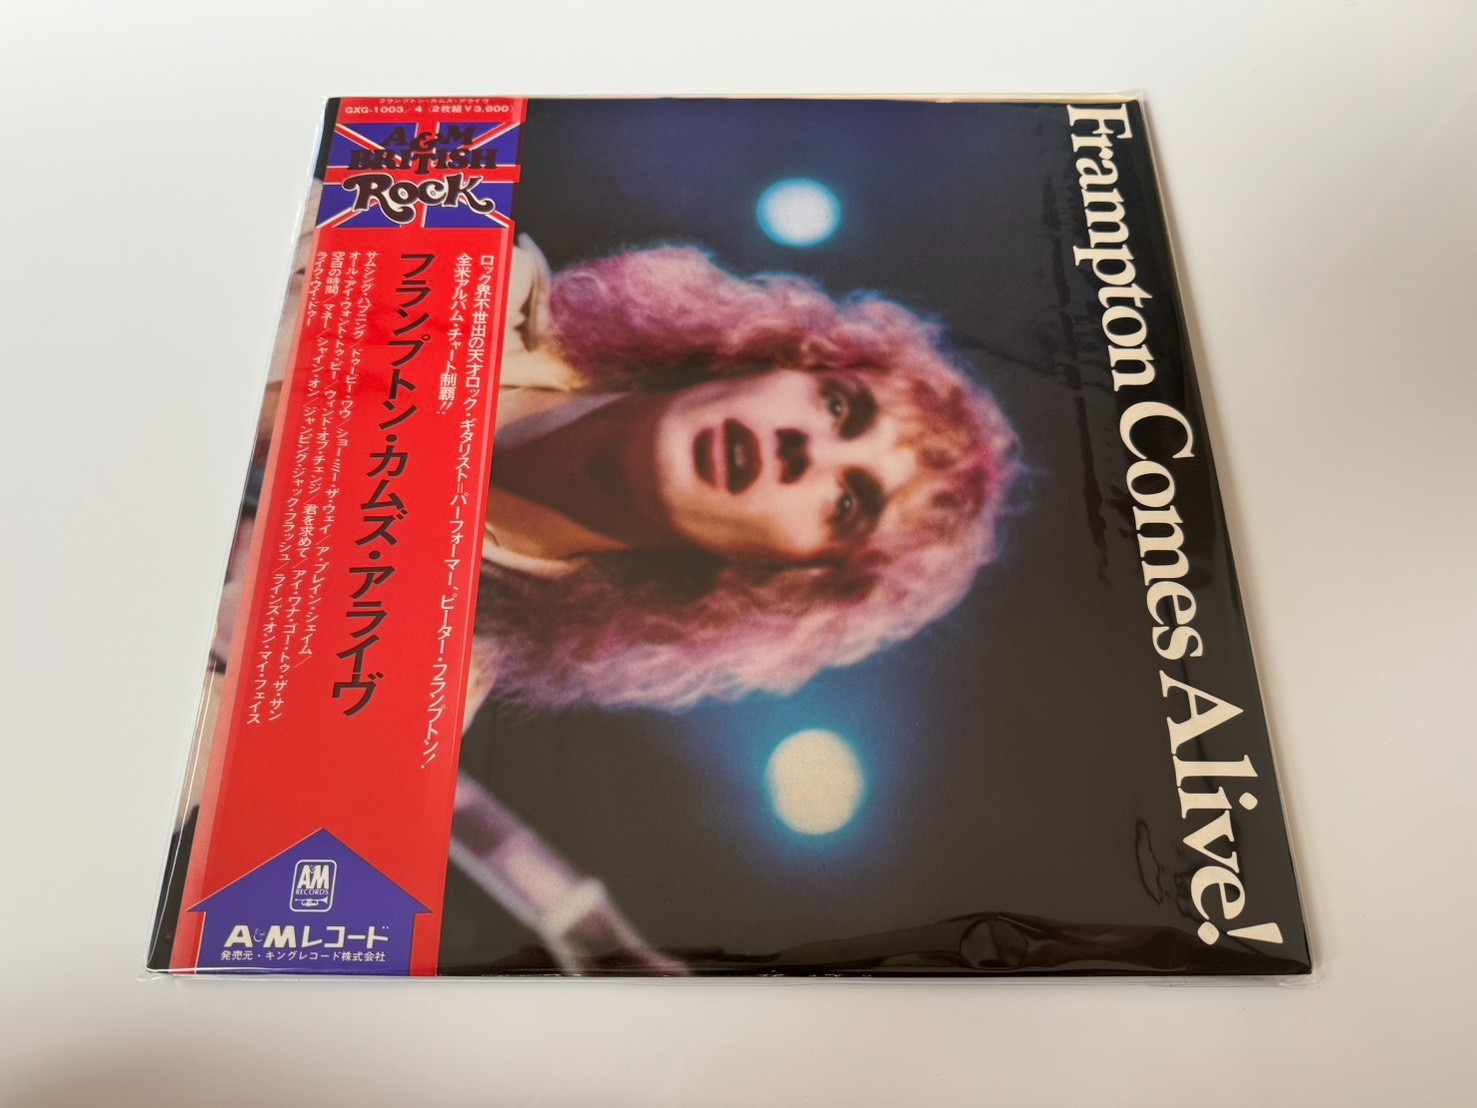 フランプトン・カムズ・アライヴ
GXG-1003/4 (2枚組¥3,800)
A&M
BRITISH
Rock
ロック界不世出の天才ロック・ギタリスト=パーフォーマー、ピーター・フランプトン!
全米アルバム・チャート制覇!!
フランプトン・カムズ・アライヴ
サムシング・ハプニング/ドゥービー・ワウ/ショー・ミー・ザ・ウェイ/ア・プレイン・シェイム/
オール・アイ・ウォント・トゥ・ビー/ウィンド・オブ・チェンジ/君を求めて/アイ・ワナ・ゴー・トゥ・ザ・サン
空白の時間/マネー/シャイン・オン/ジャンピング・ジャック・フラッシュ/ラインズ・オン・マイ・フェイス
ライク・ウイ・ドゥー
A&M
RECORDS
A&Mレコード
発売元・キングレコード株式会社
Frampton Comes Alive!